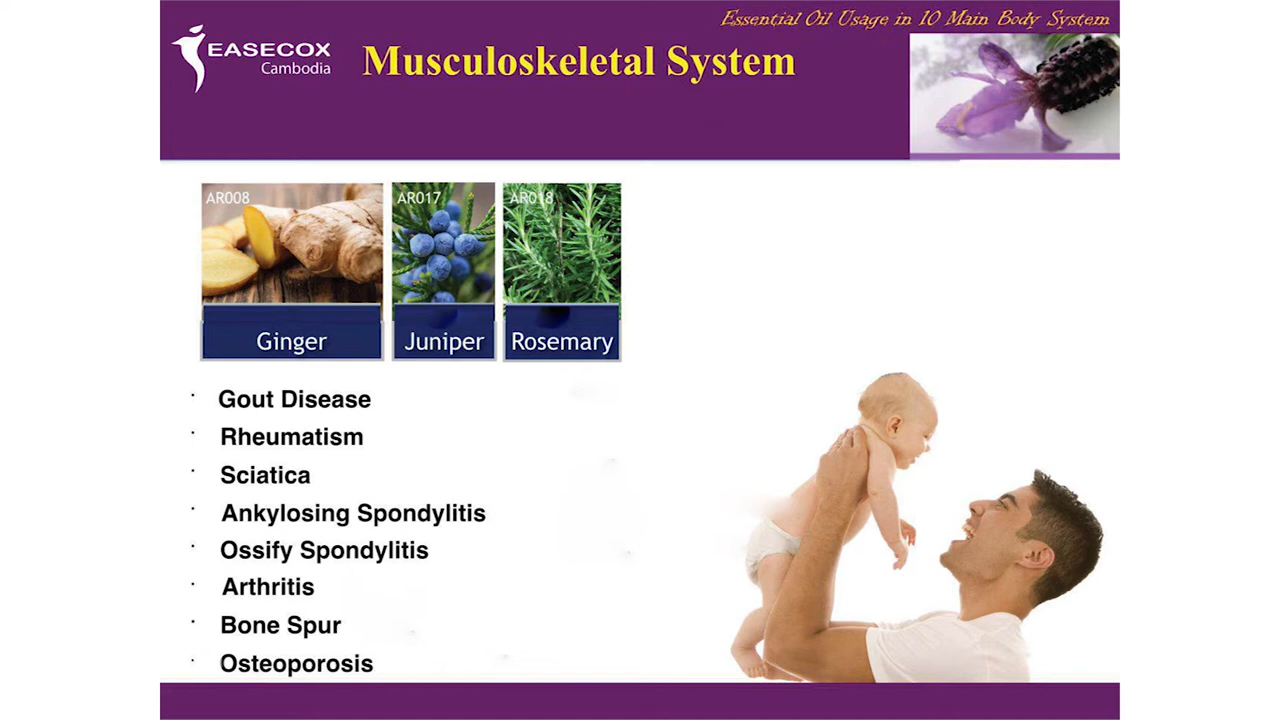 Essential Oil Usage in 10 Main Body System
EASECOX
Cambodia
Musculoskeletal System
AR008
AR017
AR018
Ginger
Juniper
Rosemary
· Gout Disease
· Rheumatism
· Sciatica
· Ankylosing Spondylitis
· Ossify Spondylitis
· Arthritis
· Bone Spur
· Osteoporosis